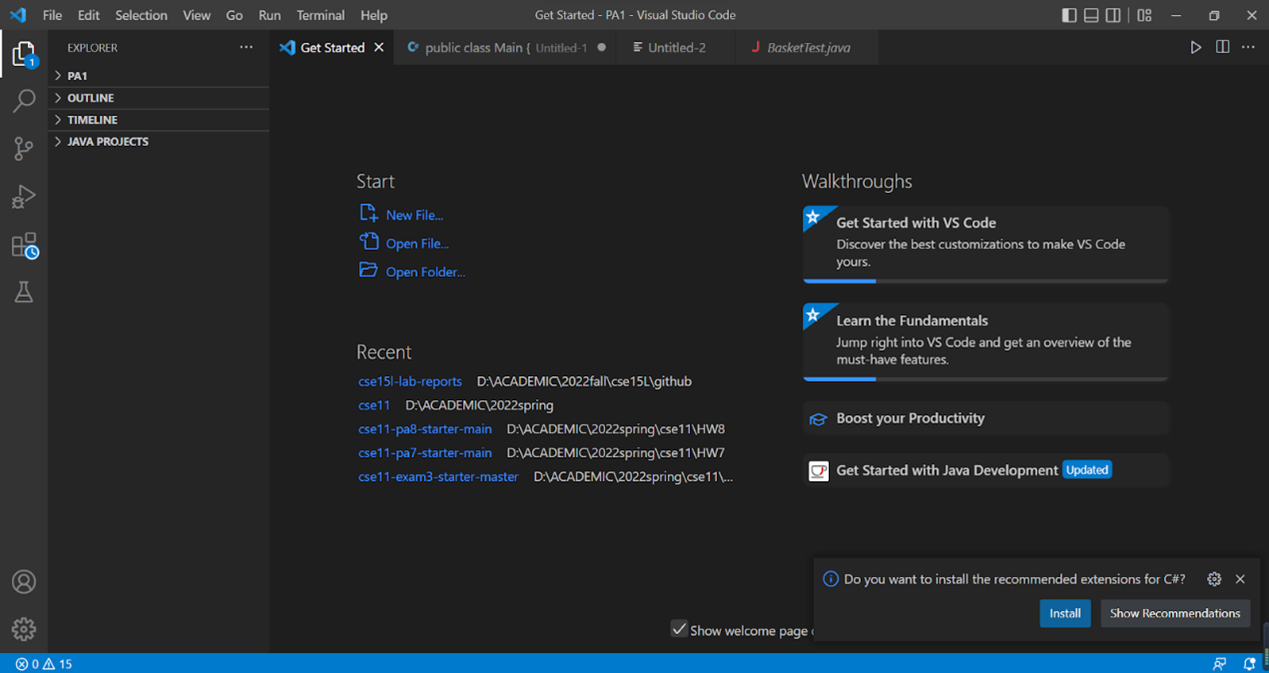 File Edit Selection View Go Run Terminal Help Get Started - PA1 - Visual Studio Code
EXPLORER
Get Started public class Main { Untitled-1 Untitled-2 J BasketTest.java
1
PA1
OUTLINE
TIMELINE
JAVA PROJECTS
Start
New File...
Open File...
Open Folder...
Recent
cse15l-lab-reports D:\ACADEMIC\2022fall\cse15L\github
cse11 D:\ACADEMIC\2022spring
cse11-pa8-starter-main D:\ACADEMIC\2022spring\cse11\HW8
cse11-pa7-starter-main D:\ACADEMIC\2022spring\cse11\HW7
cse11-exam3-starter-master D:\ACADEMIC\2022spring\cse11\...
Walkthroughs
Get Started with VS Code
Discover the best customizations to make VS Code
yours.
Learn the Fundamentals
Jump right into VS Code and get an overview of the
must-have features.
Boost your Productivity
Get Started with Java Development Updated
Do you want to install the recommended extensions for C#?
Install Show Recommendations
Show welcome page
0 15